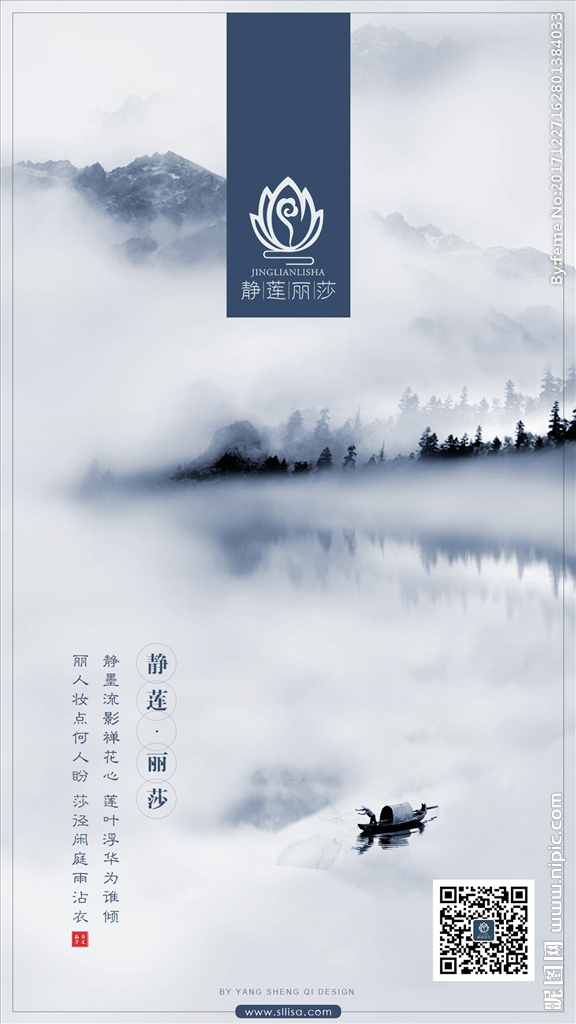 JINGLIANLISHA
静莲丽莎
静莲·丽莎
静墨流影禅花心 莲叶浮华为谁倾
丽人妆点何人盼 莎径闲庭雨沾衣
BY YANG SHENG QI DESIGN
www.sllisa.com
By:feme No:20171227162801384033
昵图网 www.nipic.com